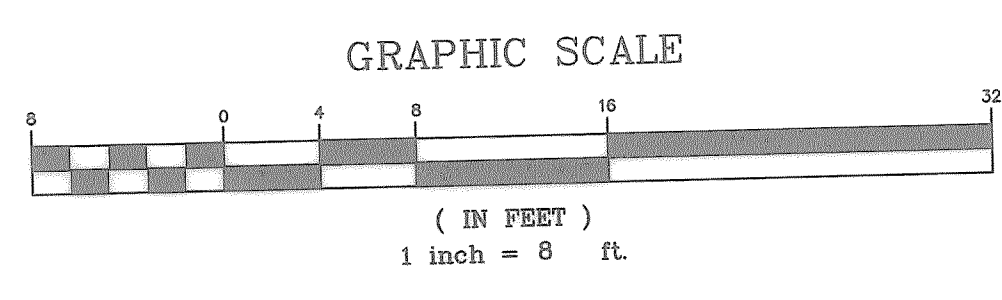 GRAPHIC SCALE
8 0 4 8 16 32
( IN FEET )
1 inch = 8 ft.